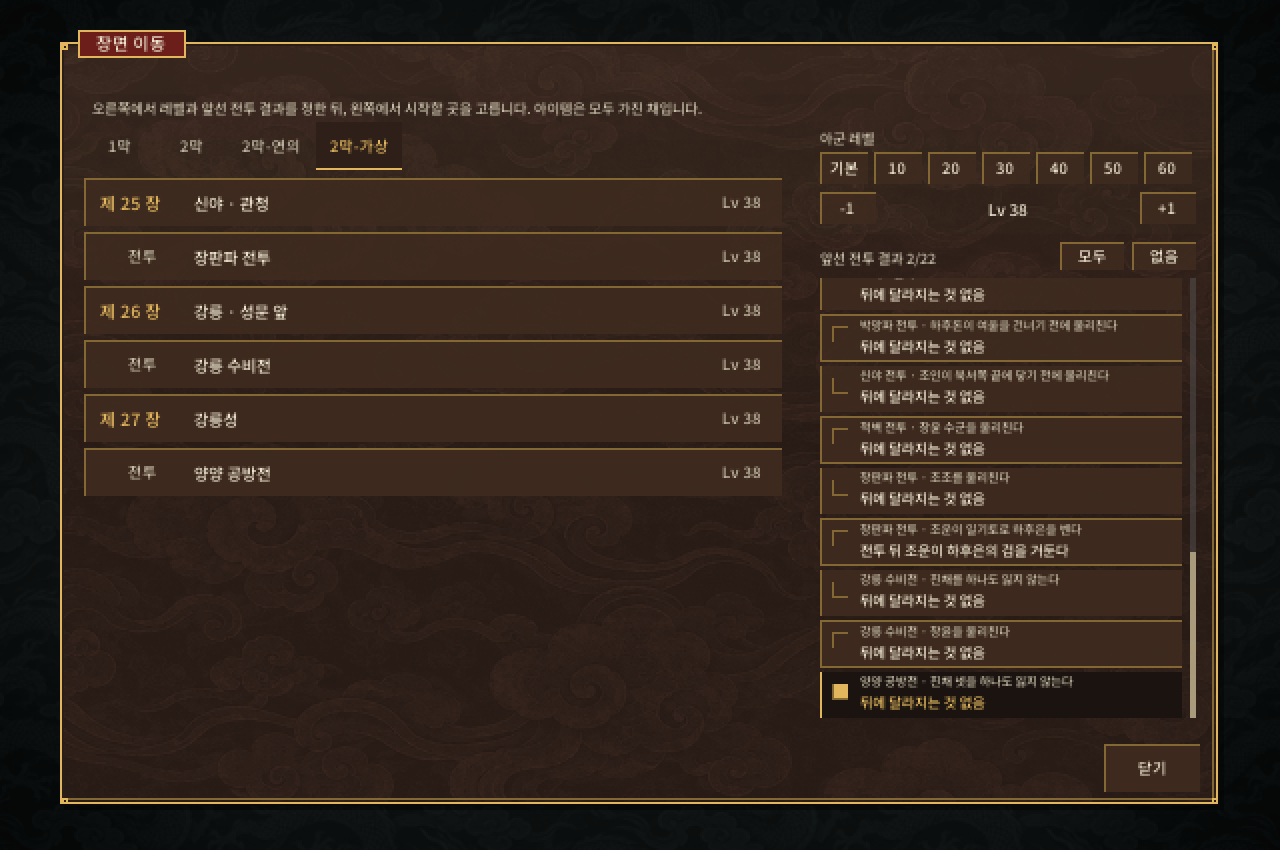 장면 이동
오른쪽에서 레벨과 앞선 전투 결과를 정한 뒤, 왼쪽에서 시작할 곳을 고릅니다. 아이템은 모두 가진 채입니다.
1막 2막 2막-연의 2막-가상
제 25 장 신야 · 관청 Lv 38
전투 장판파 전투 Lv 38
제 26 장 강릉 · 성문 앞 Lv 38
전투 강릉 수비전 Lv 38
제 27 장 강릉성 Lv 38
전투 양양 공방전 Lv 38
아군 레벨
기본 10 20 30 40 50 60
-1 Lv 38 +1
앞선 전투 결과 2/22 모두 없음
뒤에 달라지는 것 없음
박망파 전투 · 하후돈이 여울을 건너기 전에 물리친다
뒤에 달라지는 것 없음
신야 전투 · 조인이 북서쪽 끝에 닿기 전에 물리친다
뒤에 달라지는 것 없음
적벽 전투 · 장윤 수군을 물리친다
뒤에 달라지는 것 없음
장판파 전투 · 조조를 물리친다
뒤에 달라지는 것 없음
장판파 전투 · 조운이 일기토로 하후은을 벤다
전투 뒤 조운이 하후은의 검을 거둔다
강릉 수비전 · 진채를 하나도 잃지 않는다
뒤에 달라지는 것 없음
강릉 수비전 · 장윤을 물리친다
뒤에 달라지는 것 없음
양양 공방전 · 진채 넷을 하나도 잃지 않는다
뒤에 달라지는 것 없음
닫기